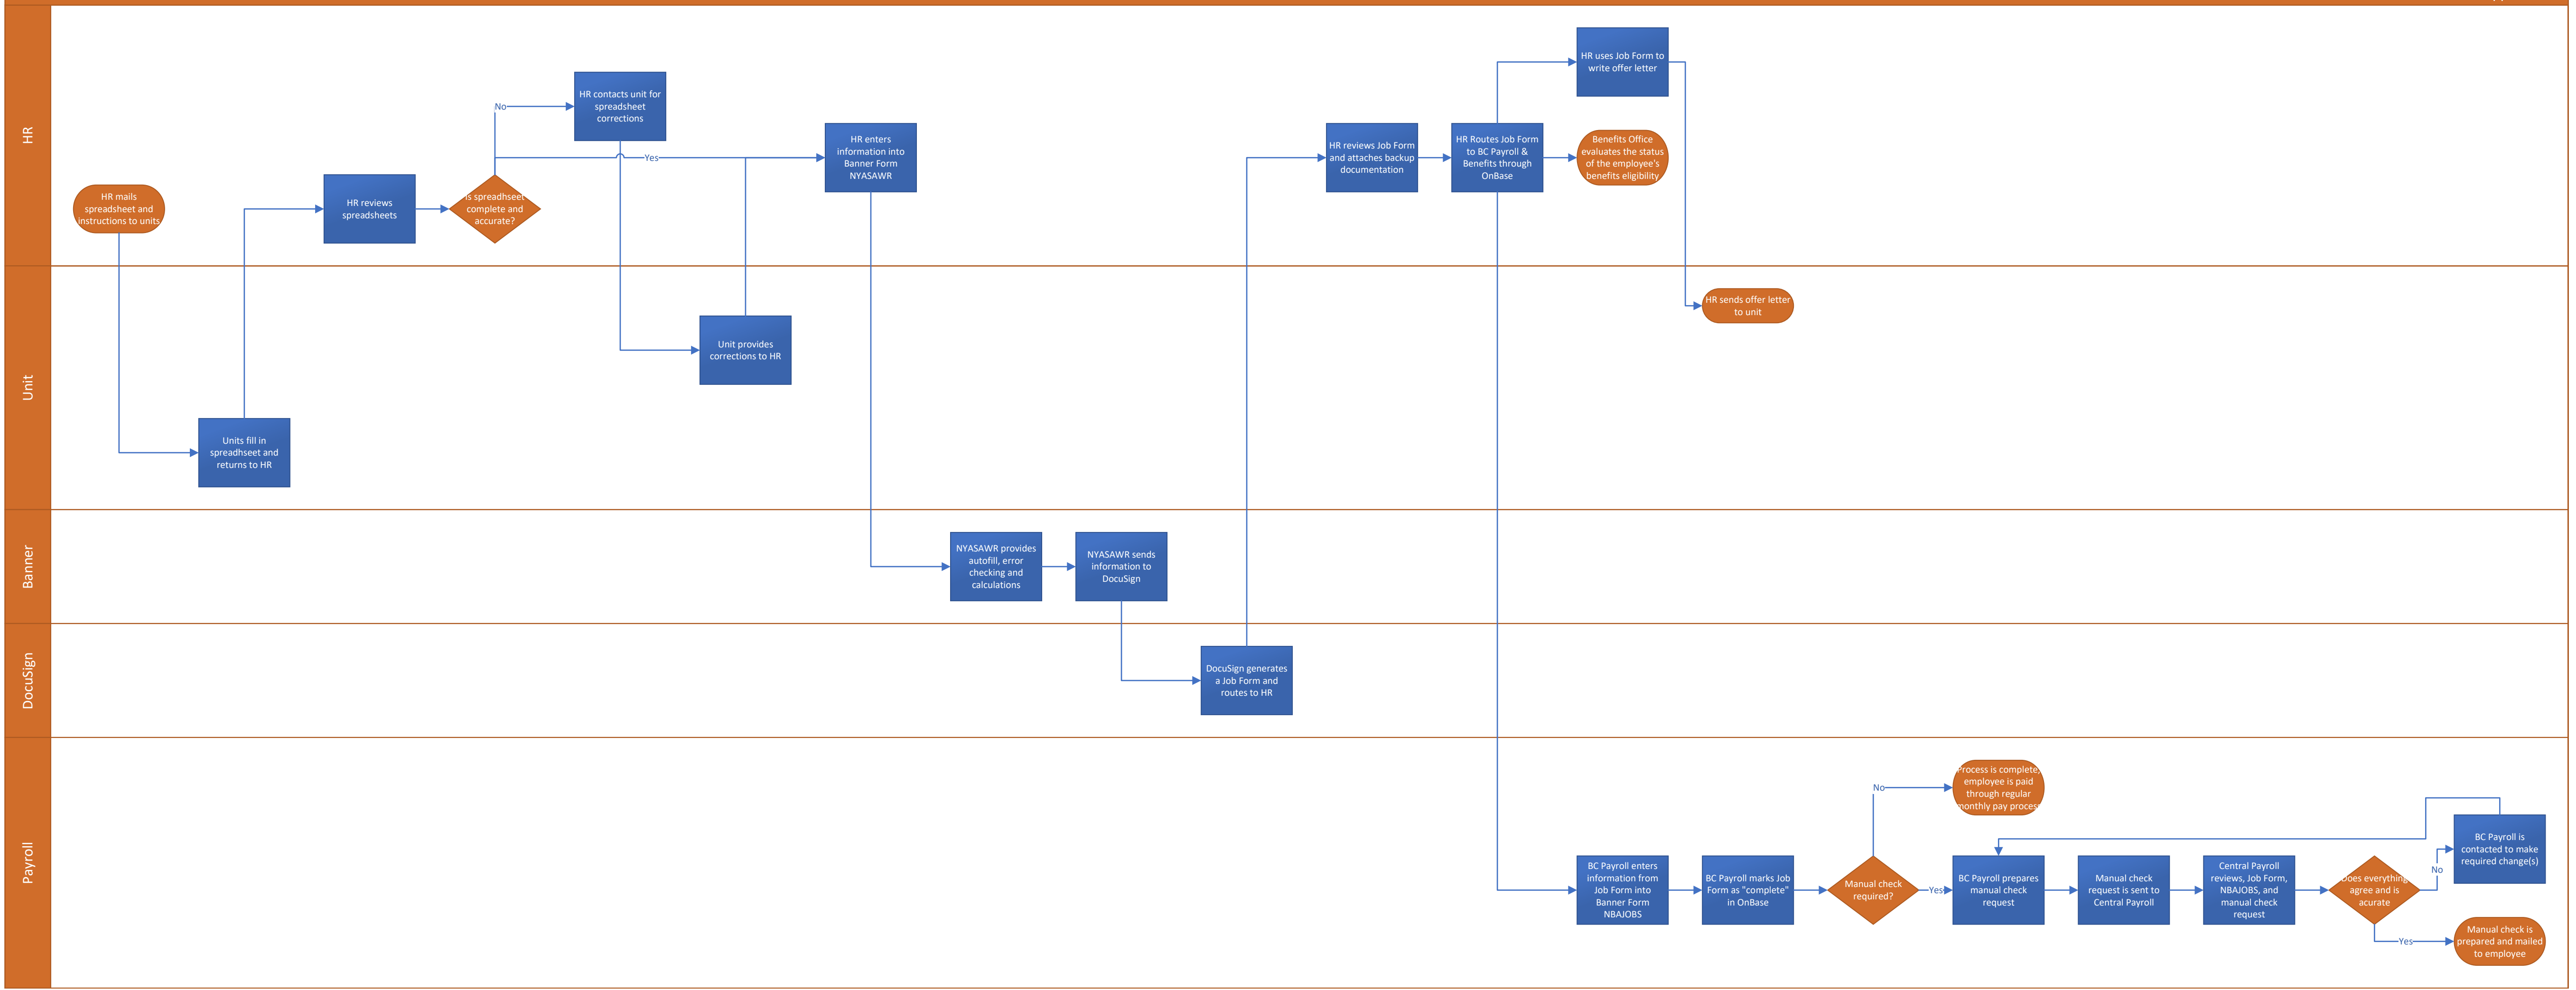 HR
HR mails
spreadsheet and
instructions to units
HR reviews
spreadsheets
Is spreadhseet
complete and
accurate?
No
Yes
HR contacts unit for
spreadsheet
corrections
HR enters
information into
Banner Form
NYASAWR
HR reviews Job Form
and attaches backup
documentation
HR Routes Job Form
to BC Payroll &
Benefits through
OnBase
HR uses Job Form to
write offer letter
Benefits Office
evaluates the status
of the employee's
benefits eligibility
Unit
Units fill in
spreadhseet and
returns to HR
Unit provides
corrections to HR
HR sends offer letter
to unit
Banner
NYASAWR provides
autofill, error
checking and
calculations
NYASAWR sends
information to
DocuSign
DocuSign
DocuSign generates
a Job Form and
routes to HR
Payroll
BC Payroll enters
information from
Job Form into
Banner Form
NBAJOBS
BC Payroll marks Job
Form as "complete"
in OnBase
Manual check
required?
No
Process is complete,
employee is paid
through regular
monthly pay process
Yes
BC Payroll prepares
manual check
request
Manual check
request is sent to
Central Payroll
Central Payroll
reviews, Job Form,
NBAJOBS, and
manual check
request
Does everything
agree and is
acurate
No
BC Payroll is
contacted to make
required change(s)
Yes
Manual check is
prepared and mailed
to employee